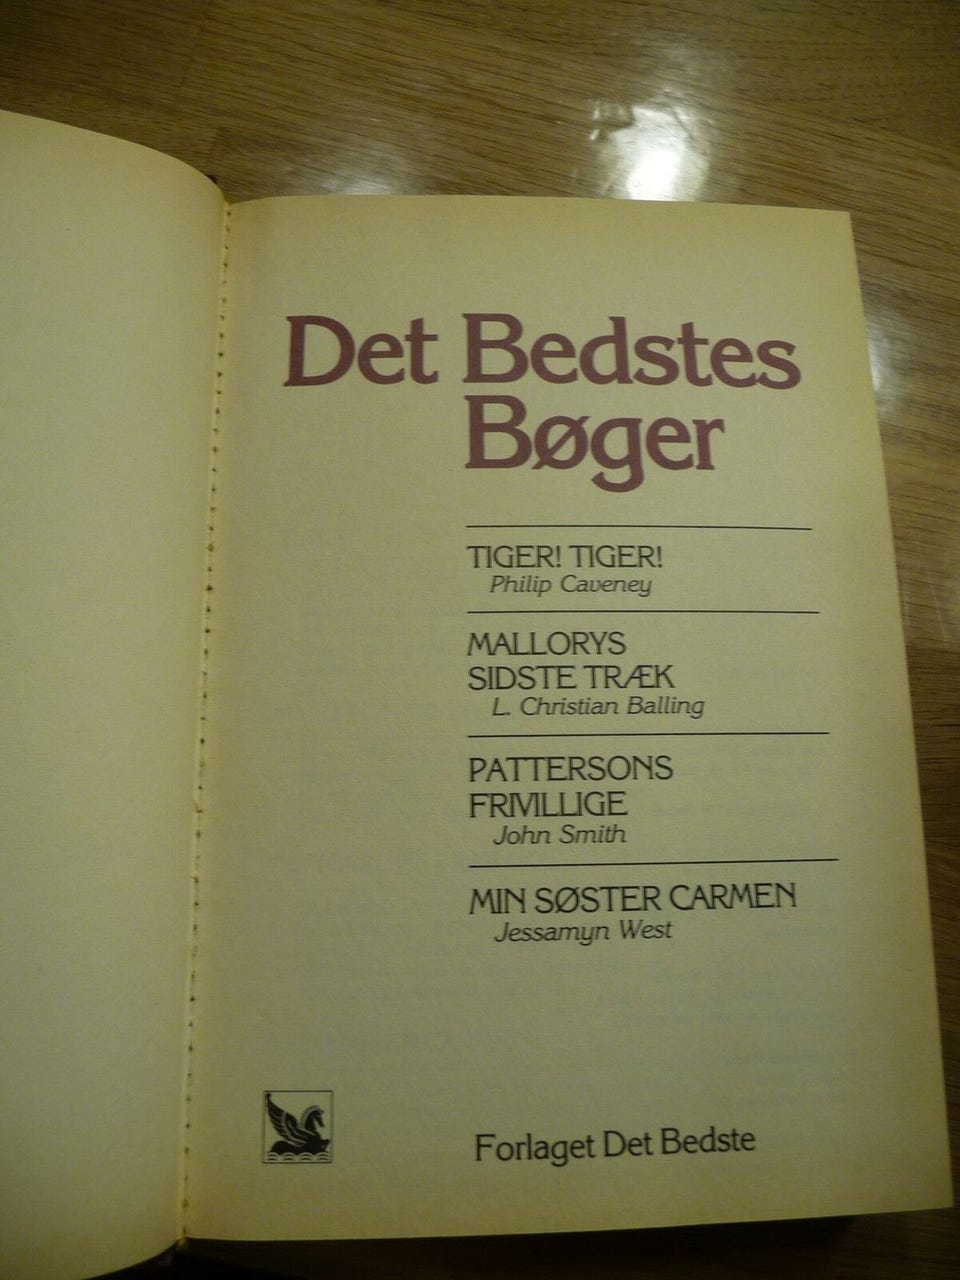 Det Bedstes
Bøger
TIGER! TIGER!
Philip Caveney
MALLORYS
SIDSTE TRÆK
L. Christian Balling
PATTERSONS
FRIVILLIGE
John Smith
MIN SØSTER CARMEN
Jessamyn West
Forlaget Det Bedste